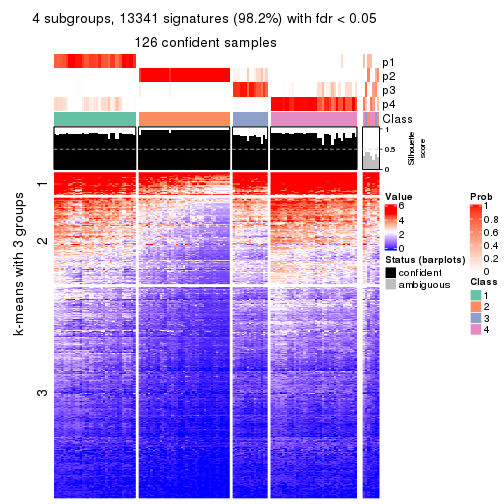 4 subgroups, 13341 signatures (98.2%) with fdr < 0.05
126 confident samples
p1
p2
p3
p4
Class
1
0.5
0
Silhouette
score
k-means with 3 groups
1
2
3
Value
6
4
2
0
Status (barplots)
confident
ambiguous
Prob
1
0.8
0.6
0.4
0.2
0
Class
1
2
3
4